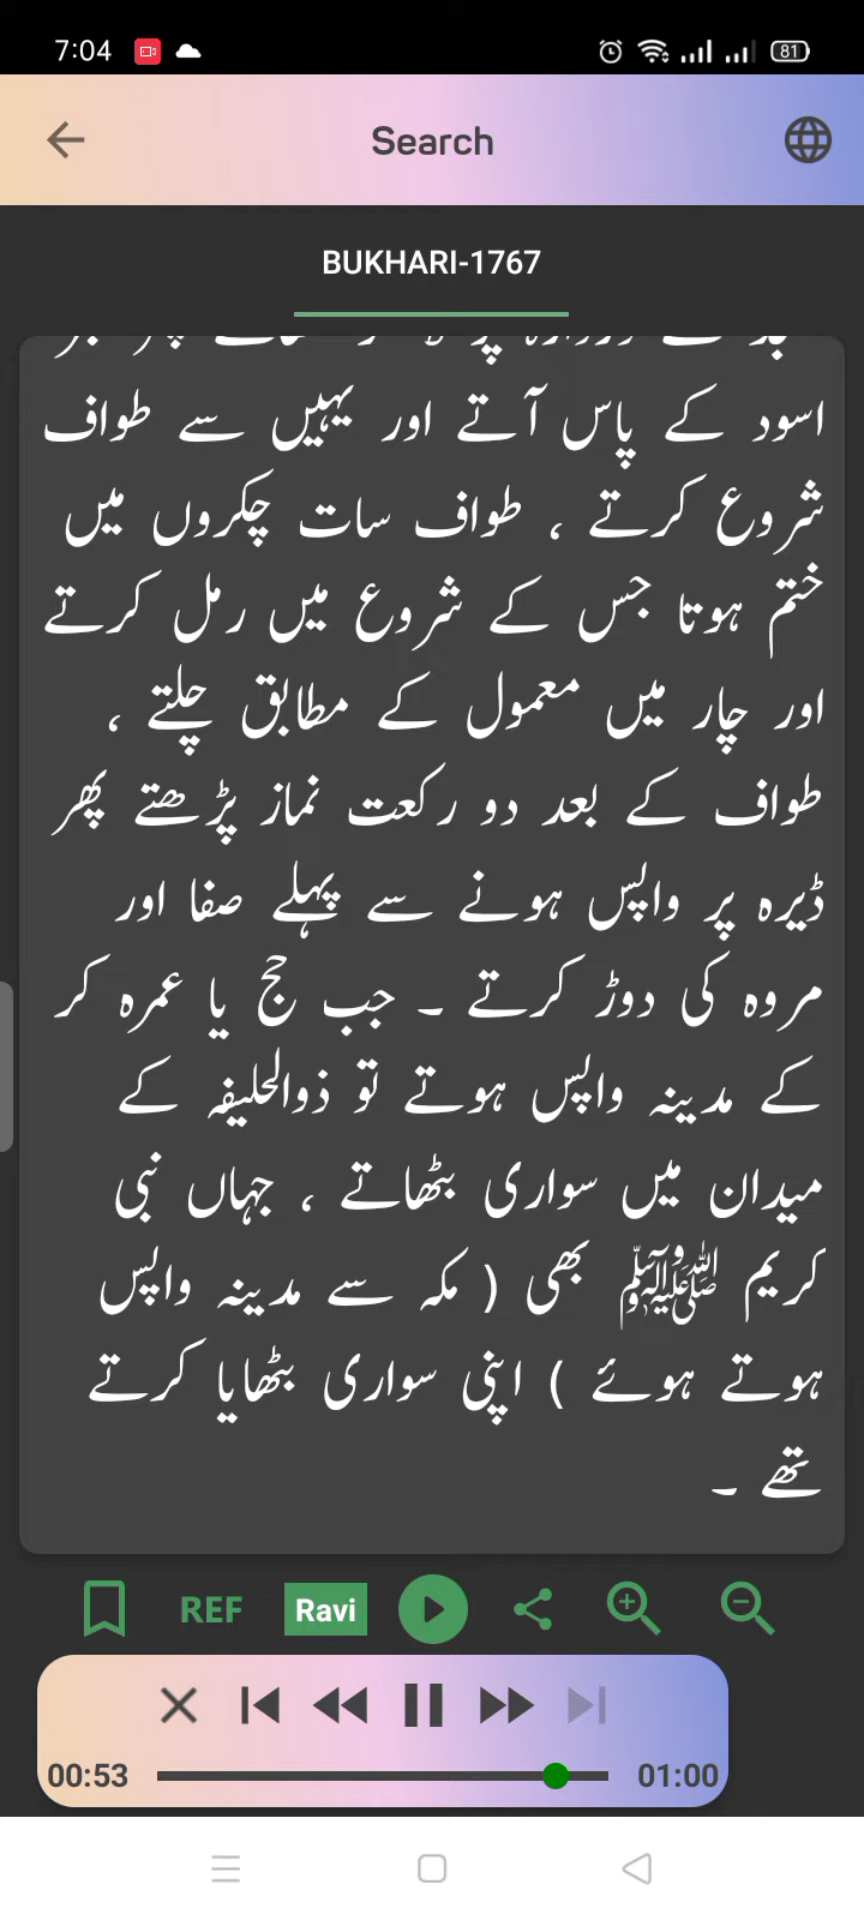 7:04
81
Search
BUKHARI-1767
اسود کے پاس آتے اور یہیں سے طواف
شروع کرتے ، طواف سات چکروں میں
ختم ہوتا جس کے شروع میں رمل کرتے
اور چار میں معمول کے مطابق چلتے ،
طواف کے بعد دو رکعت نماز پڑھتے پھر
ڈیرہ پر واپس ہونے سے پہلے صفا اور
مروہ کی دوڑ کرتے ۔ جب حج یا عمرہ کر
کے مدینہ واپس ہوتے تو ذوالحلیفہ کے
میدان میں سواری بٹھاتے ، جہاں نبی
کریم ﷺ بھی ( مکہ سے مدینہ واپس
ہوتے ہوئے ) اپنی سواری بٹھایا کرتے
تھے ۔
REF Ravi
00:53 01:00